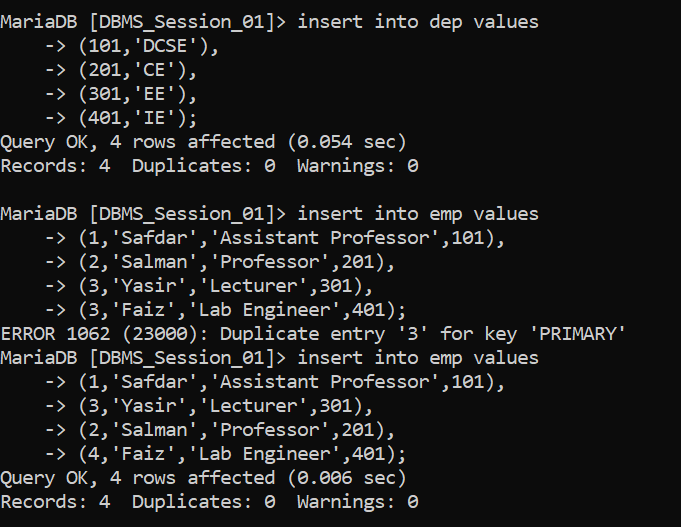 MariaDB [DBMS_Session_01]> insert into dep values
    -> (101,'DCSE'),
    -> (201,'CE'),
    -> (301,'EE'),
    -> (401,'IE');
Query OK, 4 rows affected (0.054 sec)
Records: 4  Duplicates: 0  Warnings: 0

MariaDB [DBMS_Session_01]> insert into emp values
    -> (1,'Safdar','Assistant Professor',101),
    -> (2,'Salman','Professor',201),
    -> (3,'Yasir','Lecturer',301),
    -> (3,'Faiz','Lab Engineer',401);
ERROR 1062 (23000): Duplicate entry '3' for key 'PRIMARY'
MariaDB [DBMS_Session_01]> insert into emp values
    -> (1,'Safdar','Assistant Professor',101),
    -> (3,'Yasir','Lecturer',301),
    -> (2,'Salman','Professor',201),
    -> (4,'Faiz','Lab Engineer',401);
Query OK, 4 rows affected (0.006 sec)
Records: 4  Duplicates: 0  Warnings: 0